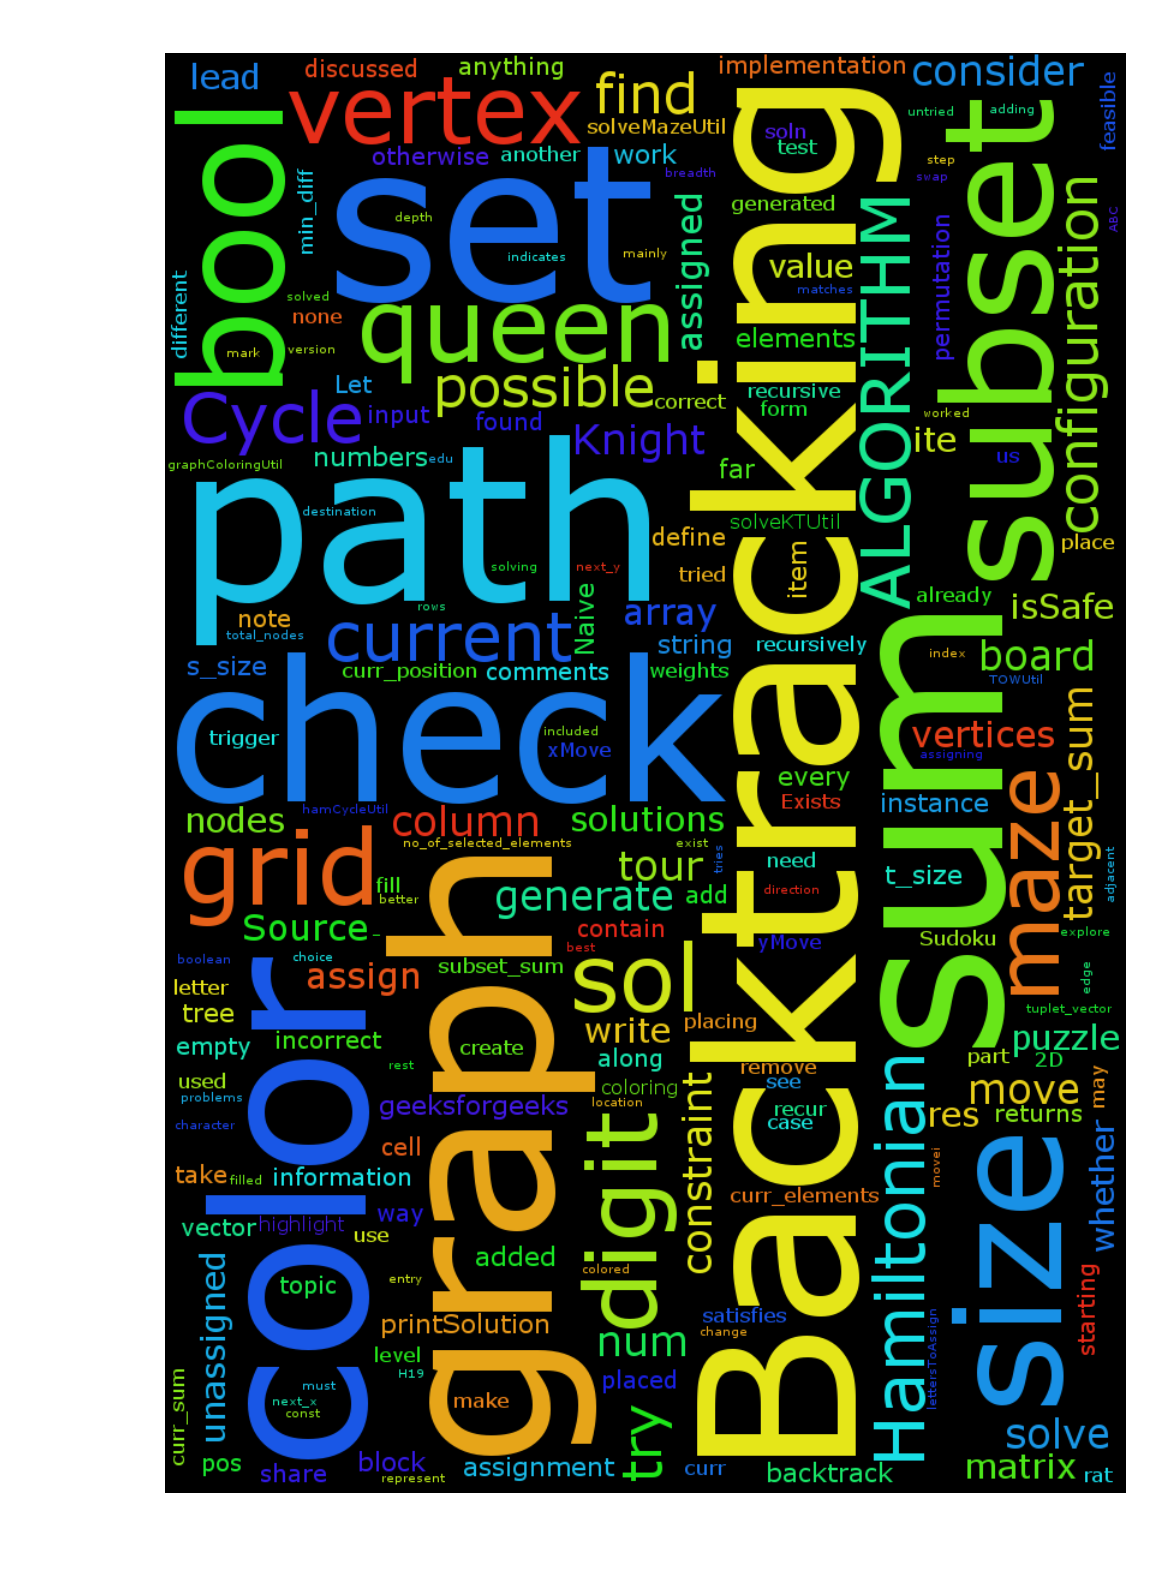 lead
discussed
anything
implementation
consider
vertex
find
solveMazeUtil
untried
adding
feasible
bool
otherwise
another
work
breadth
soln
test
step
swap
set
min_diff
depth
indicates
mainly
assigned
generated
ABC
different
solved
none
mark
version
queen
value
matches
elements
ALGORITHM
permutation
subset
configuration
Let
possible
correct
recursive
form
Cycle
input
found
Knight
worked
ite
us
graphColoringUtil
numbers
edu
far
path
destination
solveKTUtil
define
place
solving
next_y
tried
item
rows
Naive
array
already
isSafe
note
total_nodes
current
string
recursively
index
board
s_size
curr_position
comments
weights
TOWUtil
check
trigger
included
xMove
vertices
assigning
target_sum
every
Exists
instance
hamCycleUtil
nodes
column
solutions
no_of_selected_elements
exist
tries
need
maze
grid
tour
fill
better
generate
add
direction
t_size
adjacent
Source
contain
best
yMove
Sudoku
explore
boolean
choice
assign
subset_sum
sol
edge
letter
tree
write
placing
tuplet_vector
puzzle
empty
incorrect
create
along
part
2D
used
rest
coloring
remove
see
move
may
problems
character
geeksforgeeks
location
constraint
recur
case
res
returns
cell
digit
take
filled
information
movei
whether
curr_elements
vector
highlight
way
use
unassigned
added
colored
topic
entry
size
color
graph
Backtracking
sum
Hamiltonian
starting
printSolution
num
satisfies
change
lettersToAssign
level
H19
placed
curr_sum
must
next_x
const
make
try
pos
share
block
represent
assignment
curr
backtrack
solve
matrix
rat